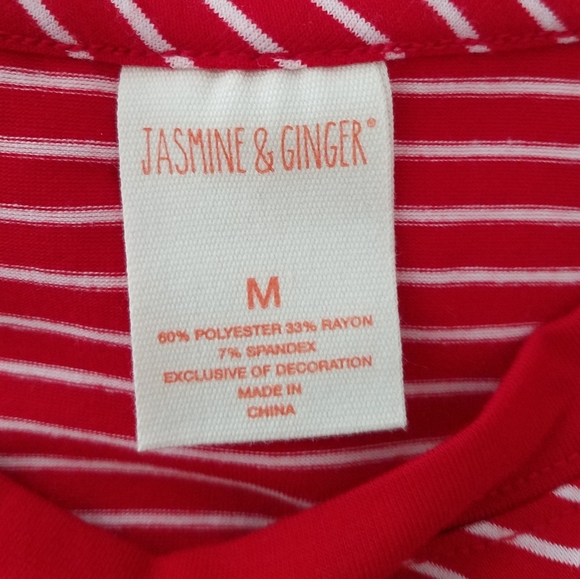 JASMINE & GINGER®
M
60% POLYESTER 33% RAYON
7% SPANDEX
EXCLUSIVE OF DECORATION
MADE IN
CHINA